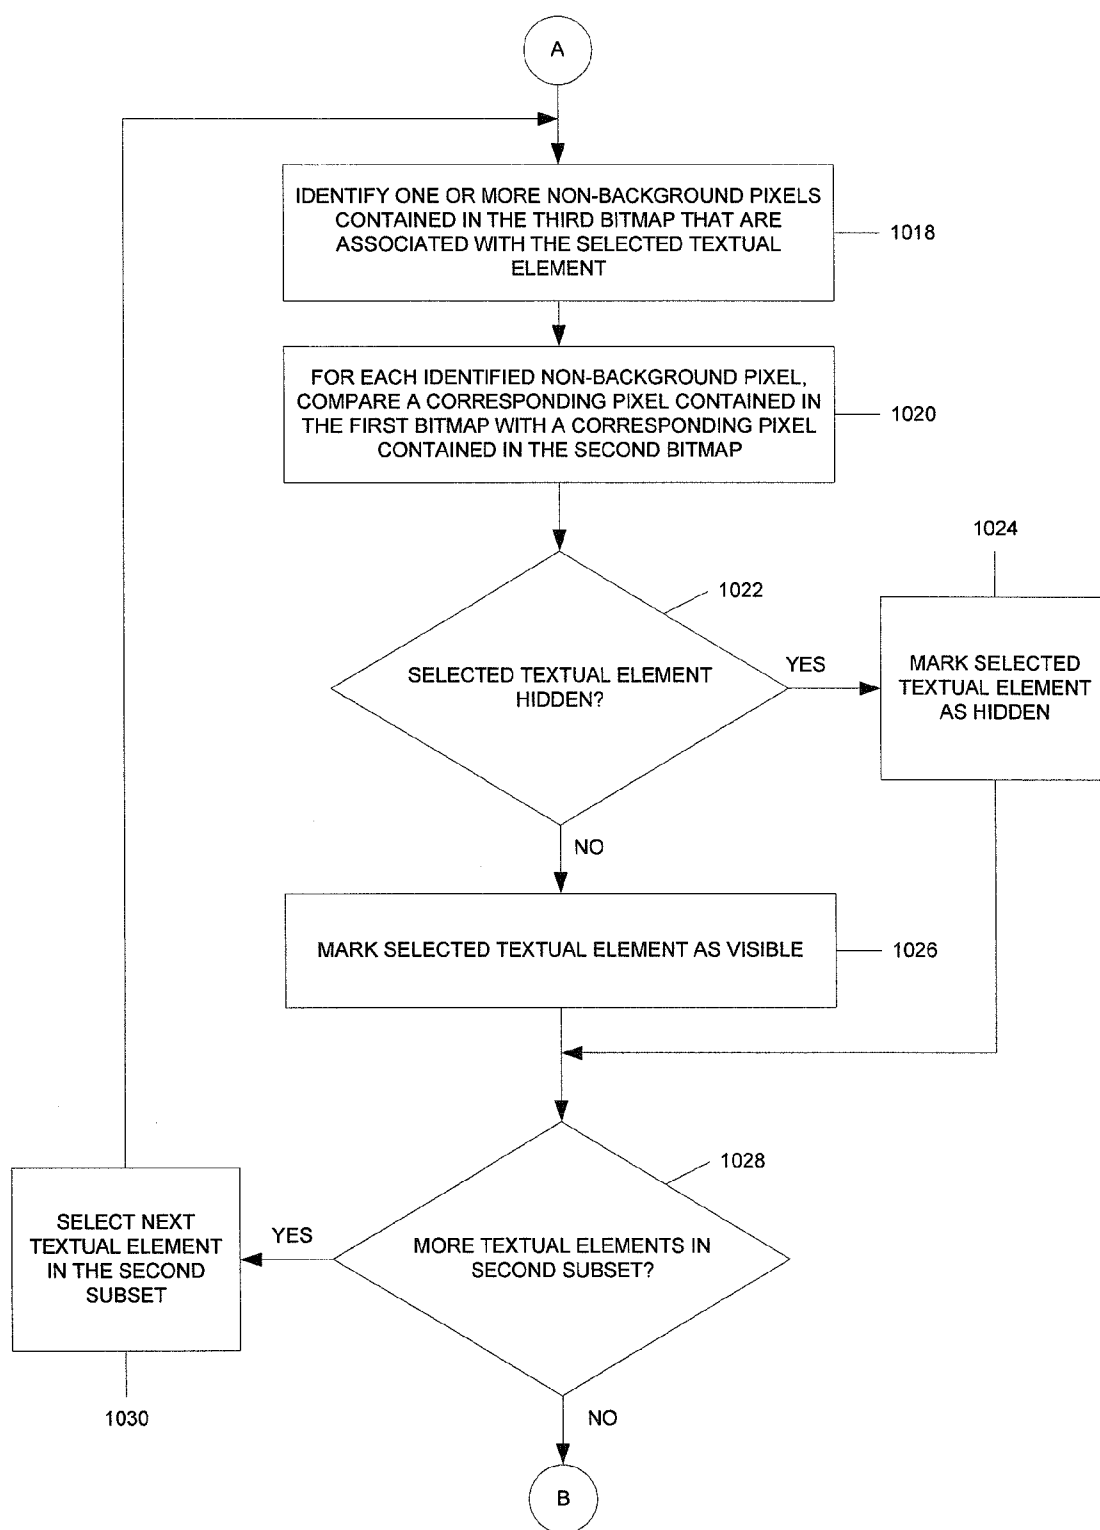 A
IDENTIFY ONE OR MORE NON-BACKGROUND PIXELS
CONTAINED IN THE THIRD BITMAP THAT ARE
ASSOCIATED WITH THE SELECTED TEXTUAL
ELEMENT
1018
FOR EACH IDENTIFIED NON-BACKGROUND PIXEL,
COMPARE A CORRESPONDING PIXEL CONTAINED IN
THE FIRST BITMAP WITH A CORRESPONDING PIXEL
CONTAINED IN THE SECOND BITMAP
1020
1022
SELECTED TEXTUAL ELEMENT
HIDDEN?
YES
1024
MARK SELECTED
TEXTUAL ELEMENT
AS HIDDEN
NO
MARK SELECTED TEXTUAL ELEMENT AS VISIBLE
1026
1028
MORE TEXTUAL ELEMENTS IN
SECOND SUBSET?
YES
SELECT NEXT
TEXTUAL ELEMENT
IN THE SECOND
SUBSET
1030
NO
B